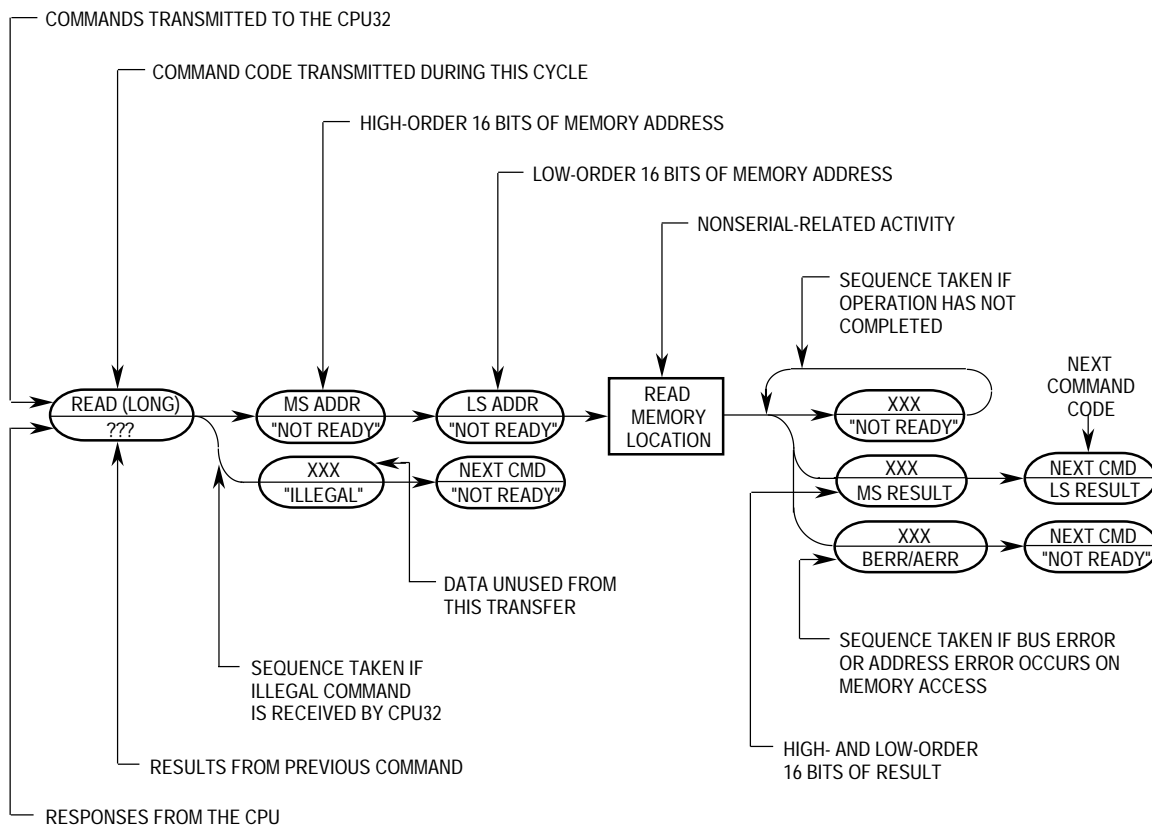 COMMANDS TRANSMITTED TO THE CPU32
COMMAND CODE TRANSMITTED DURING THIS CYCLE
HIGH-ORDER 16 BITS OF MEMORY ADDRESS
LOW-ORDER 16 BITS OF MEMORY ADDRESS
NONSERIAL-RELATED ACTIVITY
SEQUENCE TAKEN IF
OPERATION HAS NOT
COMPLETED
NEXT
COMMAND
CODE
READ (LONG)
???
MS ADDR
"NOT READY"
LS ADDR
"NOT READY"
READ
MEMORY
LOCATION
XXX
"NOT READY"
XXX
"ILLEGAL"
NEXT CMD
"NOT READY"
XXX
MS RESULT
NEXT CMD
LS RESULT
XXX
BERR/AERR
NEXT CMD
"NOT READY"
DATA UNUSED FROM
THIS TRANSFER
SEQUENCE TAKEN IF
ILLEGAL COMMAND
IS RECEIVED BY CPU32
SEQUENCE TAKEN IF BUS ERROR
OR ADDRESS ERROR OCCURS ON
MEMORY ACCESS
HIGH- AND LOW-ORDER
16 BITS OF RESULT
RESULTS FROM PREVIOUS COMMAND
RESPONSES FROM THE CPU